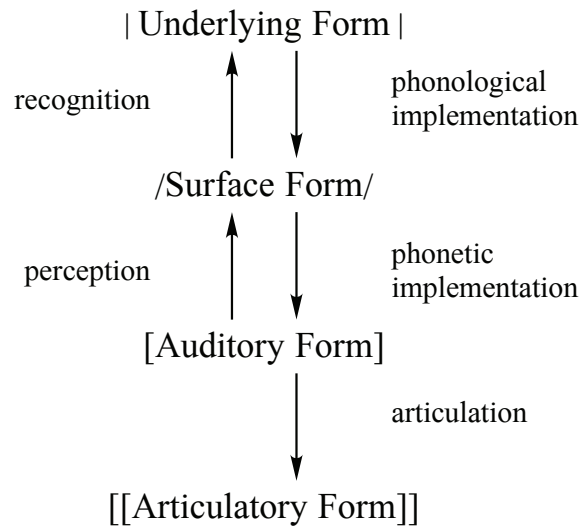 | Underlying Form |
recognition
phonological
implementation
/Surface Form/
perception
phonetic
implementation
[Auditory Form]
articulation
[[Articulatory Form]]